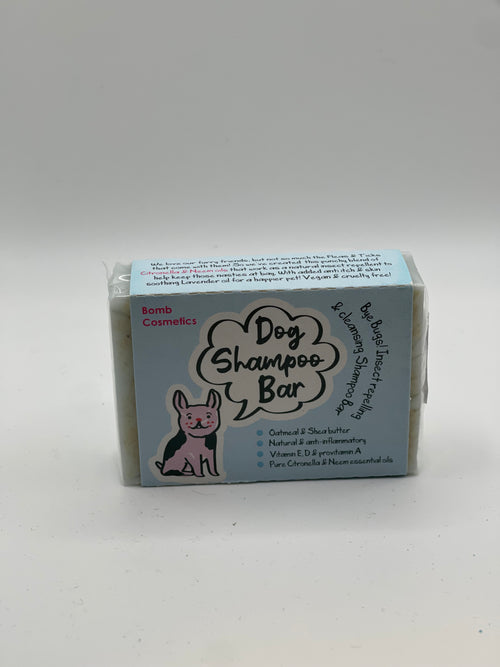 We love our furry friends, but not so much the Fleas & Ticks
that come with them! So we've created this punchy blend of
Citronella & Neem oils that work as a natural insect repellent to
help keep those nasties at bay. With added anti itch & skin
soothing Lavender oil for a happier pet! Vegan & cruelty free!
Bomb
Cosmetics
Dog
Shampoo
Bar
Bye Bugs! Insect repelling
& cleansing Shampoo Bar
Oatmeal & Shea butter
Natural & anti-inflammatory
Vitamin E, D & provitamin A
Pure Citronella & Neem essential oils